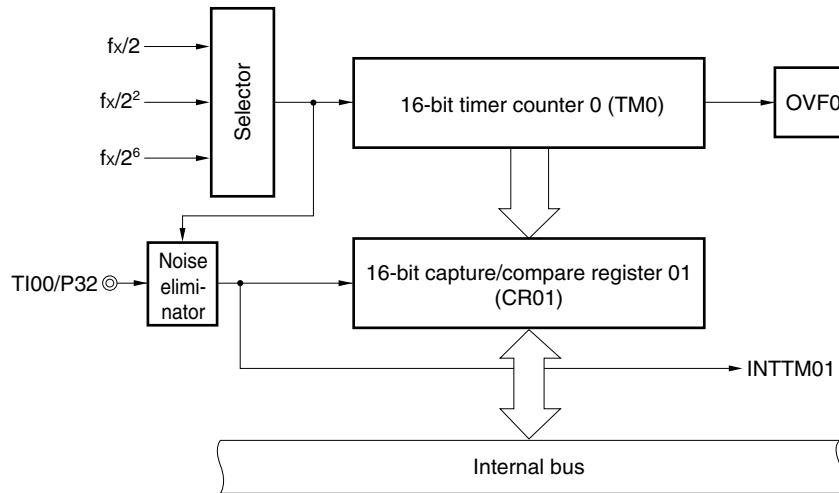 fx/2
fx/2²
fx/2⁶
Selector
16-bit timer counter 0 (TM0)
OVF0
TI00/P32
Noise
elimi-
nator
16-bit capture/compare register 01
(CR01)
INTTM01
Internal bus